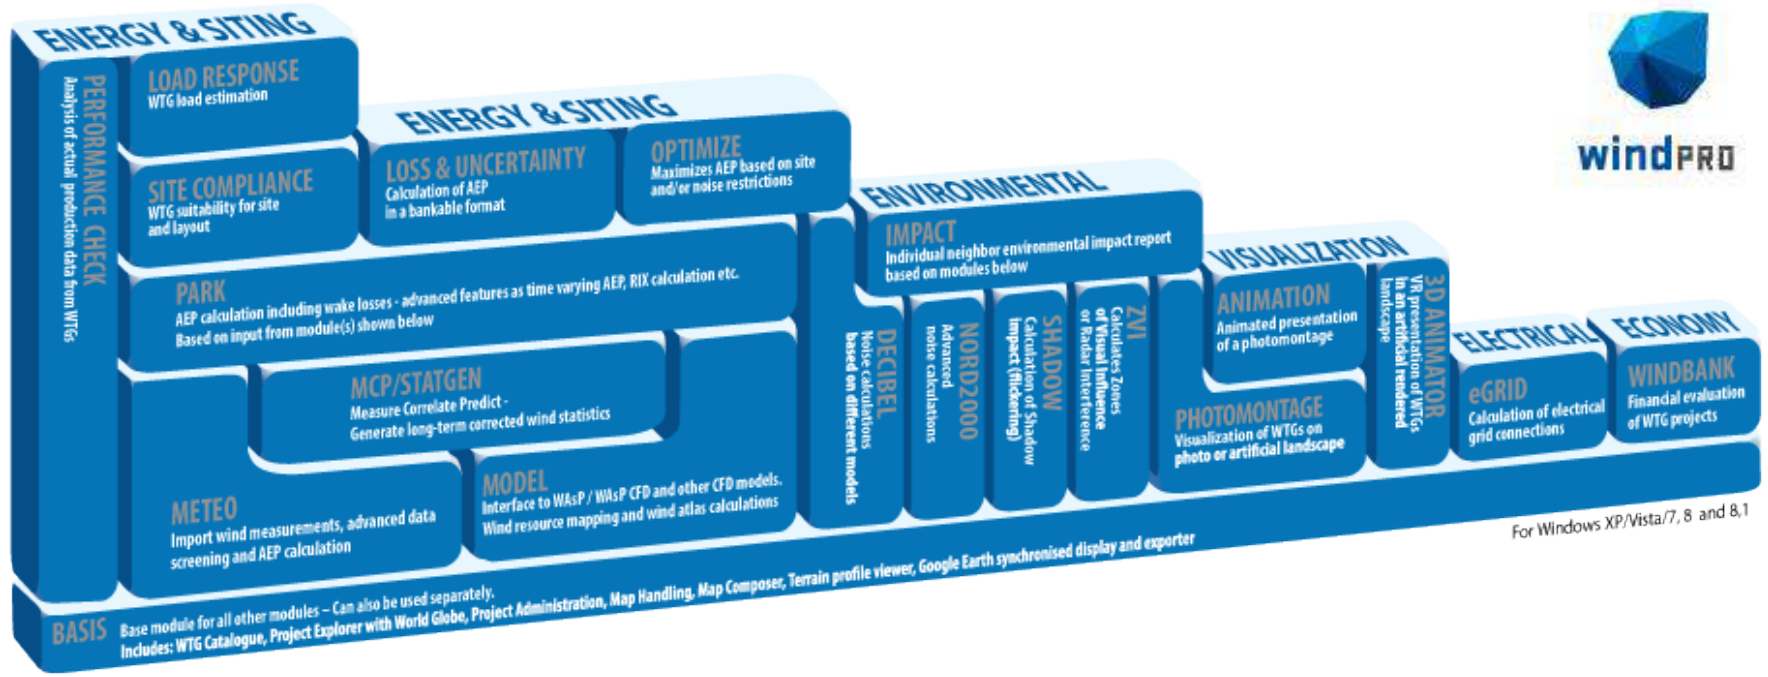 ENERGY & SITING
PERFORMANCE CHECK
Analysis of actual production data from WTGs
LOAD RESPONSE
WTG load estimation
SITE COMPLIANCE
WTG suitability for site
and layout
ENERGY & SITING
LOSS & UNCERTAINTY
Calculation of AEP
in a bankable format
OPTIMIZE
Maximizes AEP based on site
and/or noise restrictions
PARK
AEP calculation including wake losses - advanced features as time varying AEP, RIX calculation etc.
Based on input from module(s) shown below
MCP/STATGEN
Measure Correlate Predict -
Generate long-term corrected wind statistics
METEO
Import wind measurements, advanced data
screening and AEP calculation
MODEL
Interface to WAsP / WAsP CFD and other CFD models.
Wind resource mapping and wind atlas calculations
ENVIRONMENTAL
IMPACT
Individual neighbor environmental impact report
based on modules below
DECIBEL
Noise calculations
based on different models
NORD2000
Advanced
noise calculations
SHADOW
Calculation of Shadow
impact (flickering)
ZVI
Calculates Zones
of Visual Influence
or Radar Interference
VISUALIZATION
ANIMATION
Animated presentation
of a photomontage
PHOTOMONTAGE
Visualization of WTGs on
photo or artificial landscape
3D ANIMATOR
VR presentation of WTGs
in an artificial rendered
landscape
ELECTRICAL
eGRID
Calculation of electrical
grid connections
ECONOMY
WINDBANK
Financial evaluation
of WTG projects
BASIS
Base module for all other modules – Can also be used separately.
Includes: WTG Catalogue, Project Explorer with World Globe, Project Administration, Map Handling, Map Composer, Terrain profile viewer, Google Earth synchronised display and exporter
For Windows XP/Vista/7, 8 and 8,1
windPRO